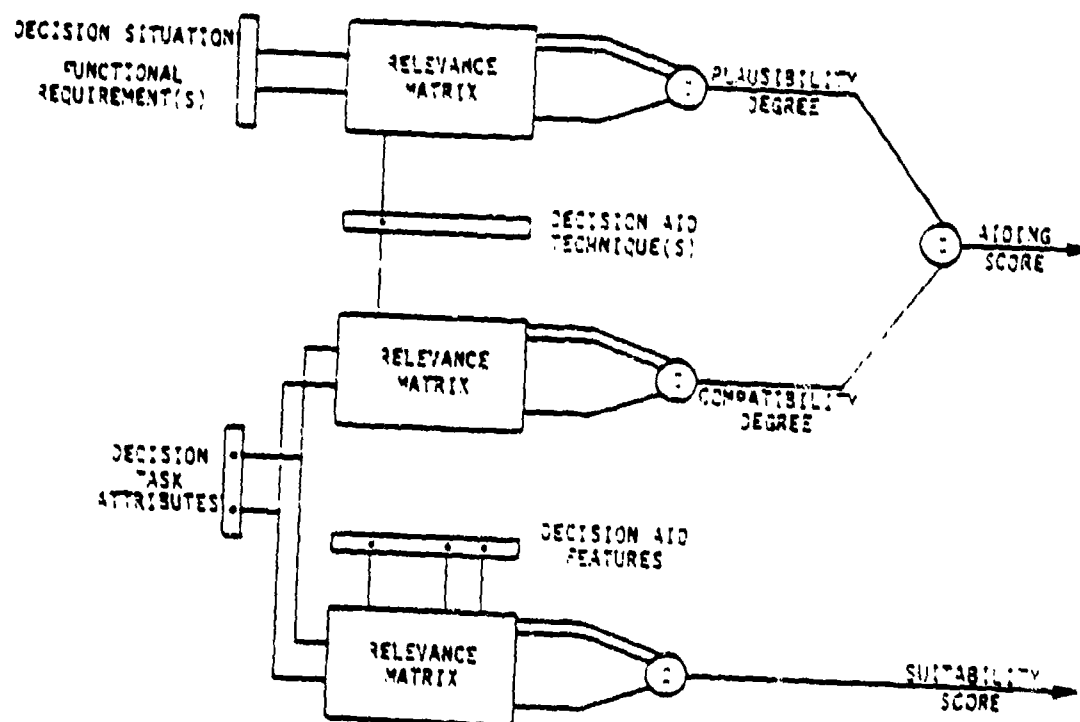 DECISION SITUATION
FUNCTIONAL
REQUIREMENT(S)
RELEVANCE
MATRIX
PLAUSIBILITY
DEGREE
DECISION AID
TECHNIQUE(S)
AIDING
SCORE
RELEVANCE
MATRIX
COMPATIBILITY
DEGREE
DECISION
TASK
ATTRIBUTES
DECISION AID
FEATURES
RELEVANCE
MATRIX
SUITABILITY
SCORE